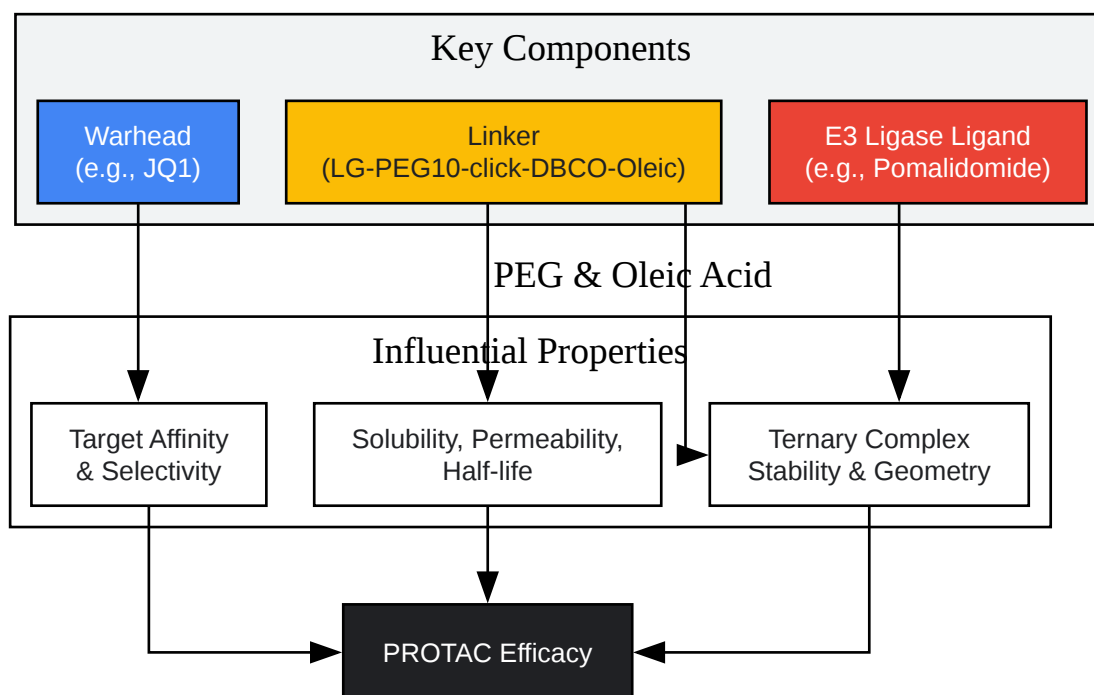 Key Components
Warhead
(e.g., JQ1)
Linker
(LG-PEG10-click-DBCO-Oleic)
E3 Ligase Ligand
(e.g., Pomalidomide)
PEG & Oleic Acid
Influential Properties
Target Affinity
& Selectivity
Solubility, Permeability,
Half-life
Ternary Complex
Stability & Geometry
PROTAC Efficacy